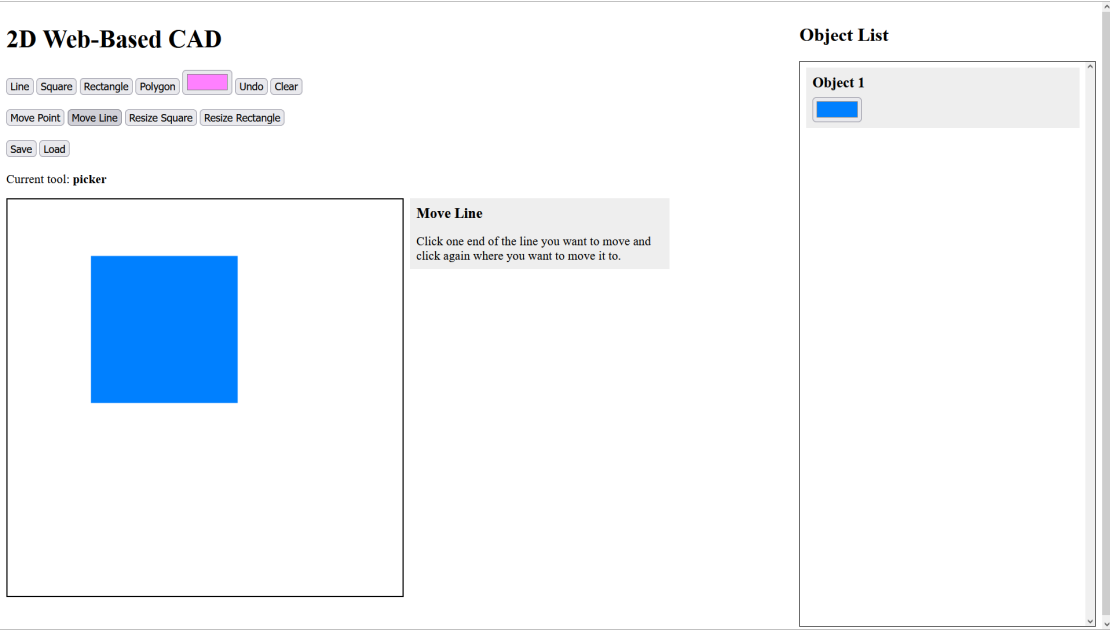 2D Web-Based CAD
Line Square Rectangle Polygon Undo Clear
Move Point Move Line Resize Square Resize Rectangle
Save Load
Current tool: picker
Move Line
Click one end of the line you want to move and
click again where you want to move it to.
Object List
Object 1